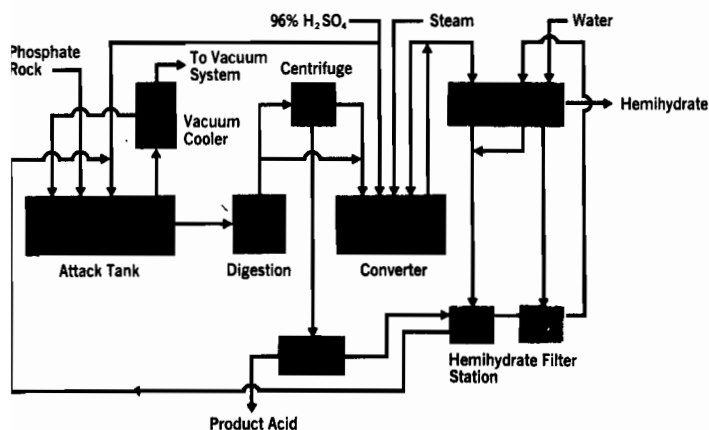 96% H₂SO₄
Steam
Water
Phosphate
Rock
To Vacuum
System
Centrifuge
Vacuum
Cooler
Hemihydrate
Attack Tank
Digestion
Converter
Hemihydrate Filter
Station
Product Acid